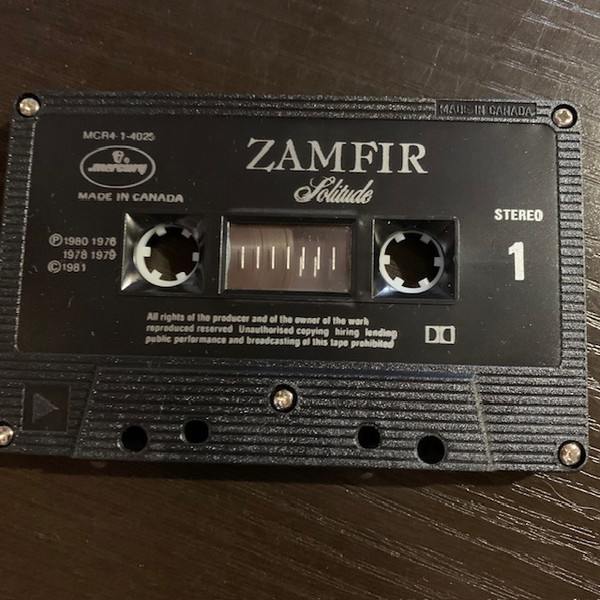 MADE IN CANADA
MCR4-1-4025
mercury
MADE IN CANADA
ZAMFIR
Solitude
STEREO
1
Ⓟ1980 1976
1978 1979
©1981
All rights of the producer and of the owner of the work
reproduced reserved Unauthorised copying hiring lending
public performance and broadcasting of this tape prohibited